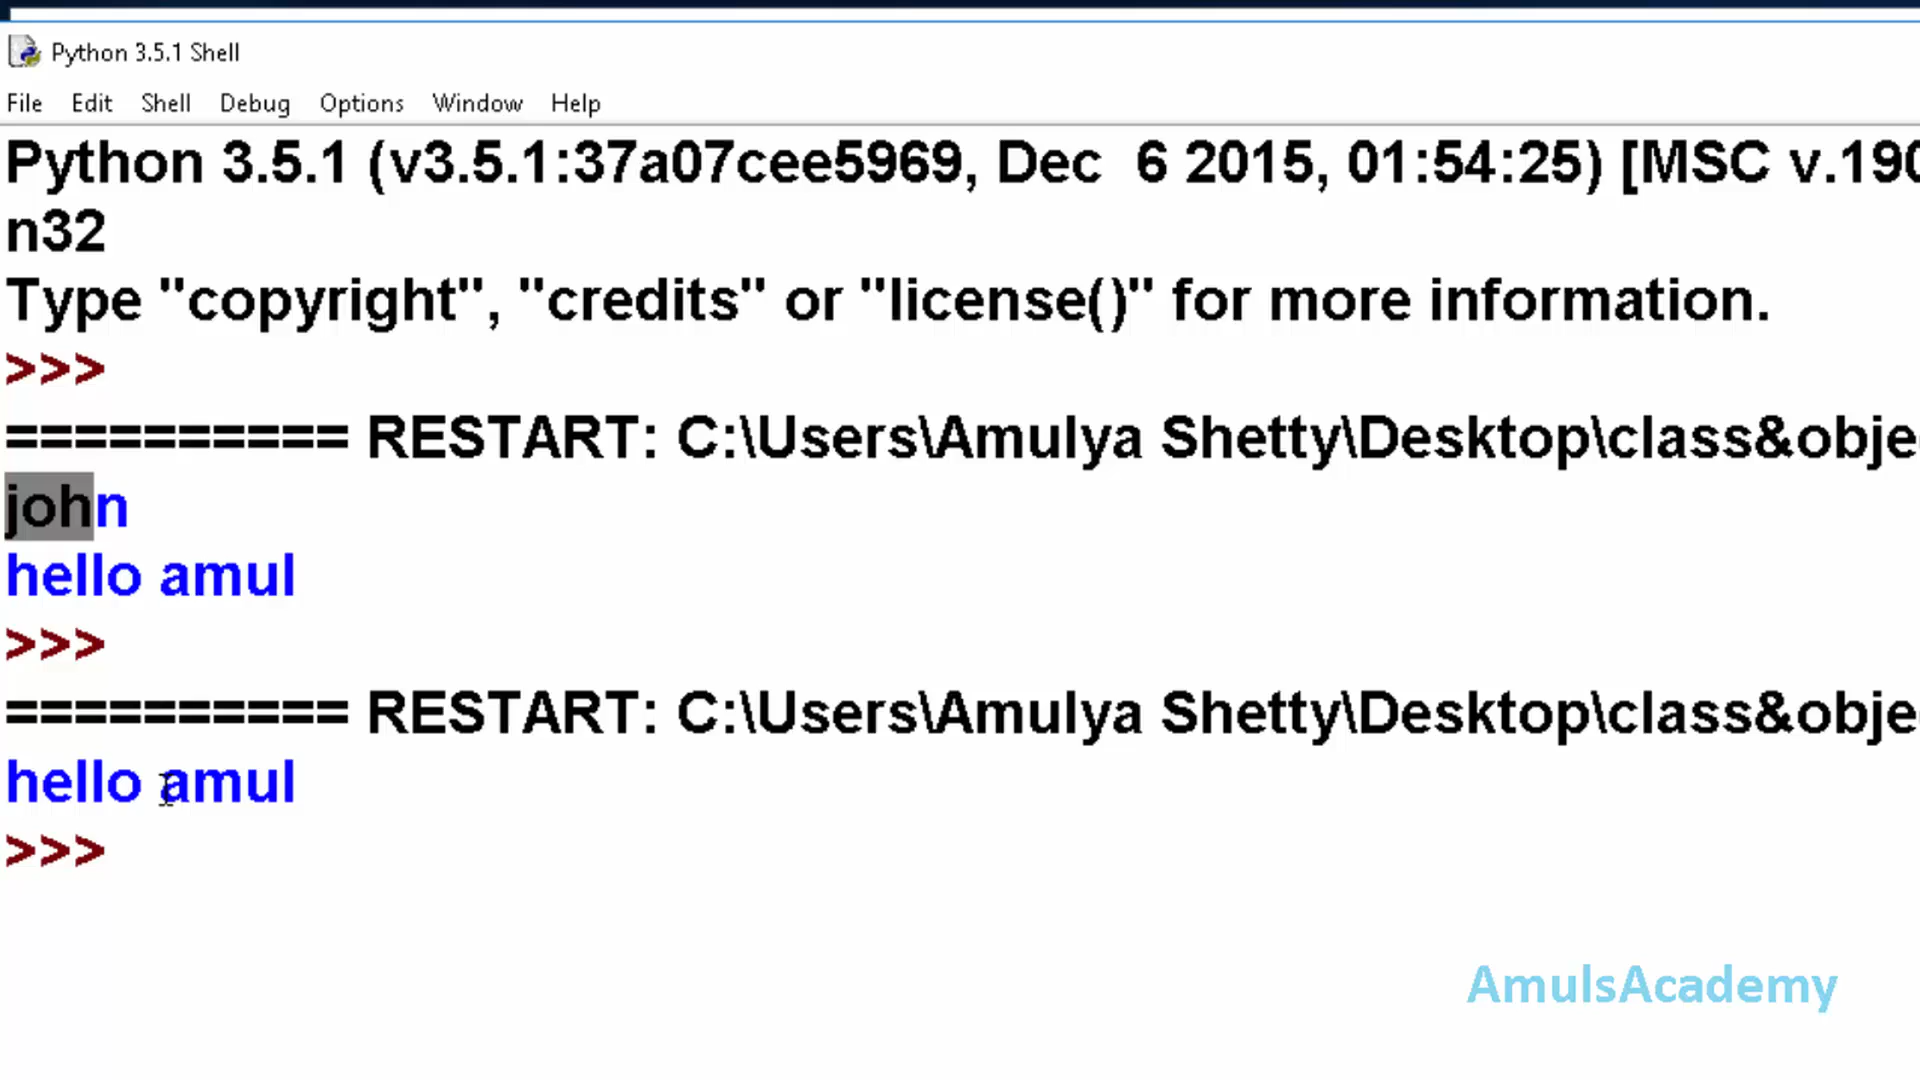 Python 3.5.1 Shell
File Edit Shell Debug Options Window Help
Python 3.5.1 (v3.5.1:37a07cee5969, Dec  6 2015, 01:54:25) [MSC v.190
n32
Type "copyright", "credits" or "license()" for more information.
>>>
========== RESTART: C:\Users\Amulya Shetty\Desktop\class&obje
john
hello amul
>>>
========== RESTART: C:\Users\Amulya Shetty\Desktop\class&obje
hello amul
>>>
AmulsAcademy